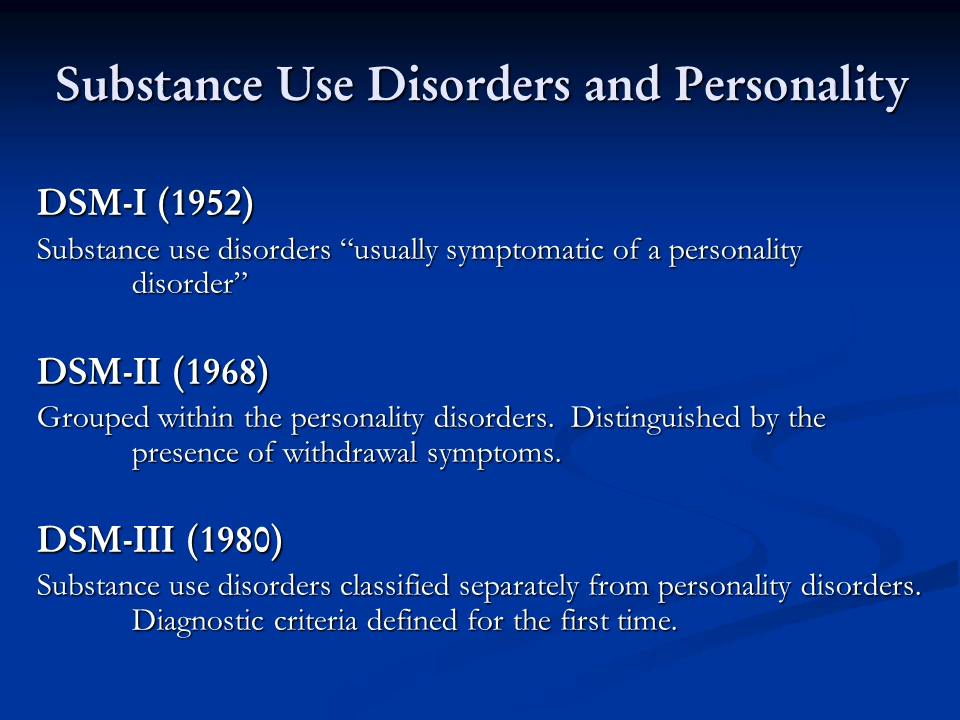 Substance Use Disorders and Personality
DSM-I (1952)
Substance use disorders “usually symptomatic of a personality
disorder”
DSM-II (1968)
Grouped within the personality disorders.  Distinguished by the
presence of withdrawal symptoms.
DSM-III (1980)
Substance use disorders classified separately from personality disorders.
Diagnostic criteria defined for the first time.